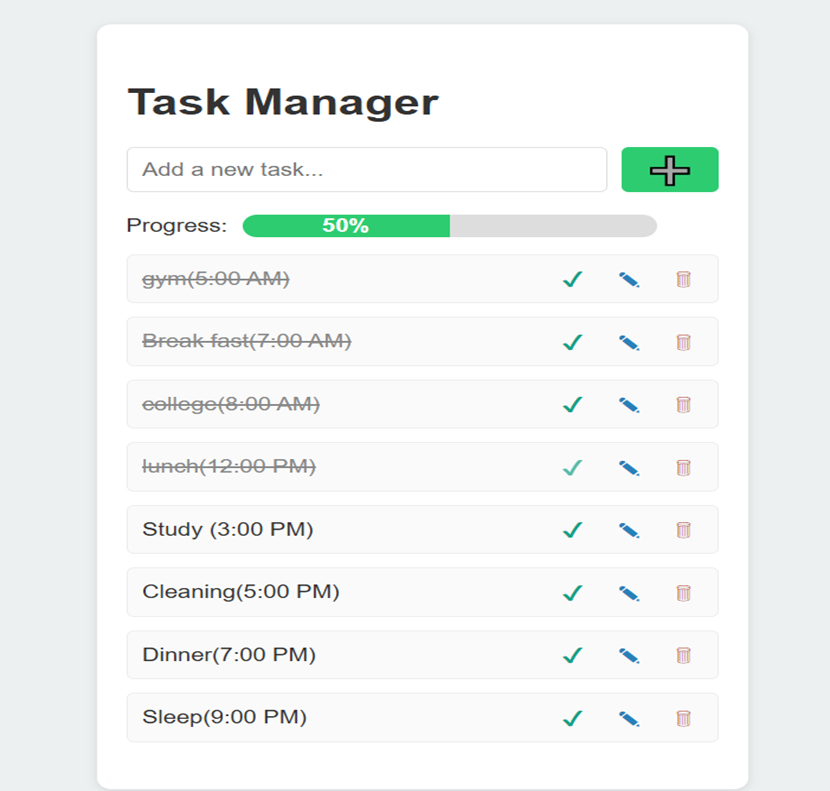 Task Manager
Add a new task...
Progress: 50%
gym(5:00 AM)
Break fast(7:00 AM)
college(8:00 AM)
lunch(12:00 PM)
Study (3:00 PM)
Cleaning(5:00 PM)
Dinner(7:00 PM)
Sleep(9:00 PM)